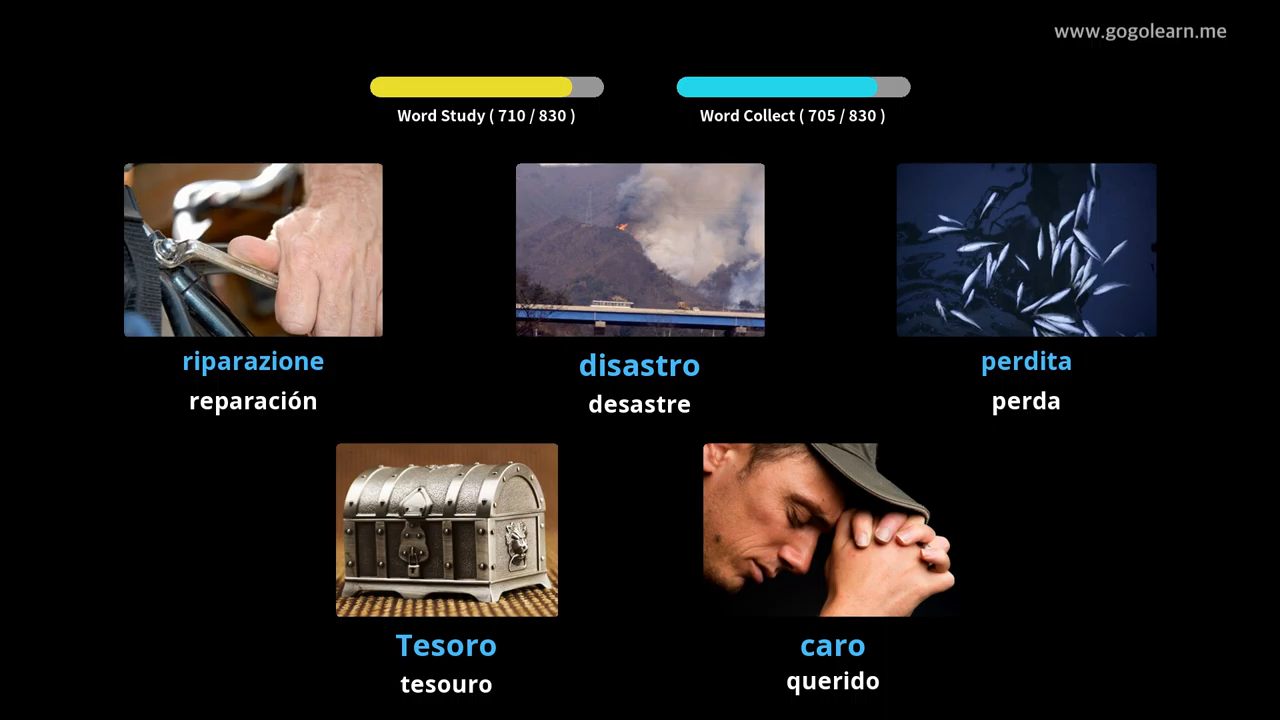 www.gogolearn.me
Word Study ( 710 / 830 )
Word Collect ( 705 / 830 )
riparazione
reparación
disastro
desastre
perdita
perda
Tesoro
tesouro
caro
querido